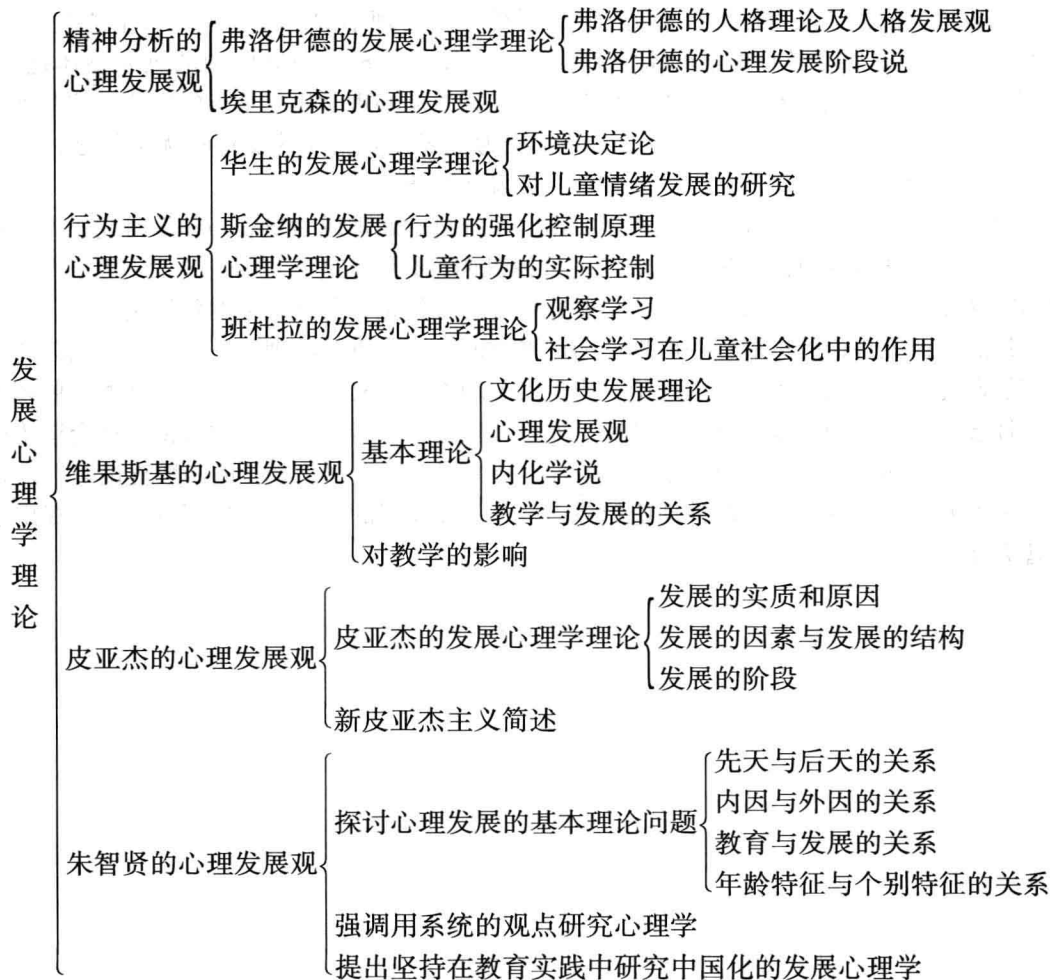 发展心理学理论
精神分析的
心理发展观
弗洛伊德的发展心理学理论
弗洛伊德的人格理论及人格发展观
弗洛伊德的心理发展阶段说
埃里克森的心理发展观
行为主义的
心理发展观
华生的发展心理学理论
环境决定论
对儿童情绪发展的研究
斯金纳的发展
心理学理论
行为的强化控制原理
儿童行为的实际控制
班杜拉的发展心理学理论
观察学习
社会学习在儿童社会化中的作用
维果斯基的心理发展观
基本理论
文化历史发展理论
心理发展观
内化学说
教学与发展的关系
对教学的影响
皮亚杰的心理发展观
皮亚杰的发展心理学理论
发展的实质和原因
发展的因素与发展的结构
发展的阶段
新皮亚杰主义简述
朱智贤的心理发展观
探讨心理发展的基本理论问题
先天与后天的关系
内因与外因的关系
教育与发展的关系
年龄特征与个别特征的关系
强调用系统的观点研究心理学
提出坚持在教育实践中研究中国化的发展心理学